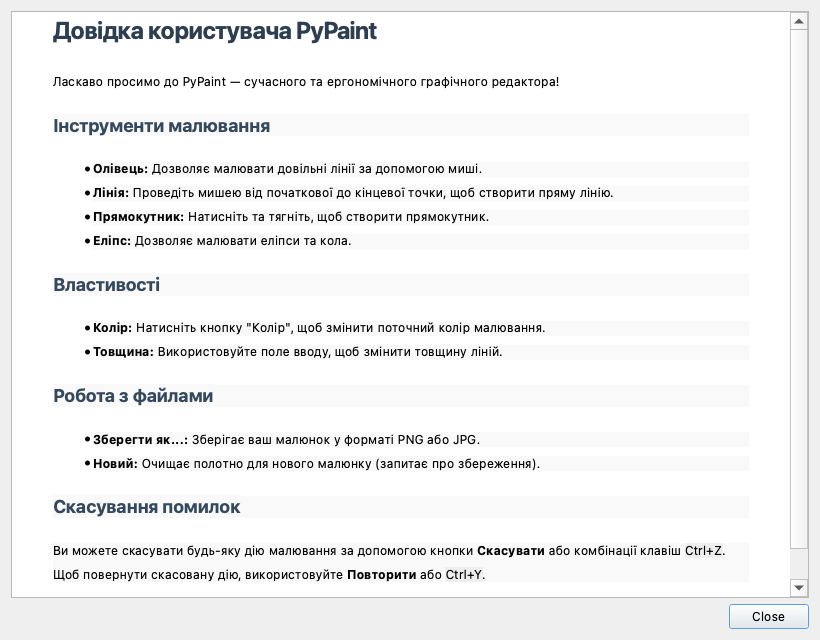 Довідка користувача PyPaint
Ласкаво просимо до PyPaint — сучасного та ергономічного графічного редактора!
Інструменти малювання
• Олівець: Дозволяє малювати довільні лінії за допомогою миші.
• Лінія: Проведіть мишею від початкової до кінцевої точки, щоб створити пряму лінію.
• Прямокутник: Натисніть та тягніть, щоб створити прямокутник.
• Еліпс: Дозволяє малювати еліпси та кола.
Властивості
• Колір: Натисніть кнопку "Колір", щоб змінити поточний колір малювання.
• Товщина: Використовуйте поле вводу, щоб змінити товщину ліній.
Робота з файлами
• Зберегти як...: Зберігає ваш малюнок у форматі PNG або JPG.
• Новий: Очищає полотно для нового малюнку (запитає про збереження).
Скасування помилок
Ви можете скасувати будь-яку дію малювання за допомогою кнопки Скасувати або комбінації клавіш Ctrl+Z.
Щоб повернути скасовану дію, використовуйте Повторити або Ctrl+Y.
Close